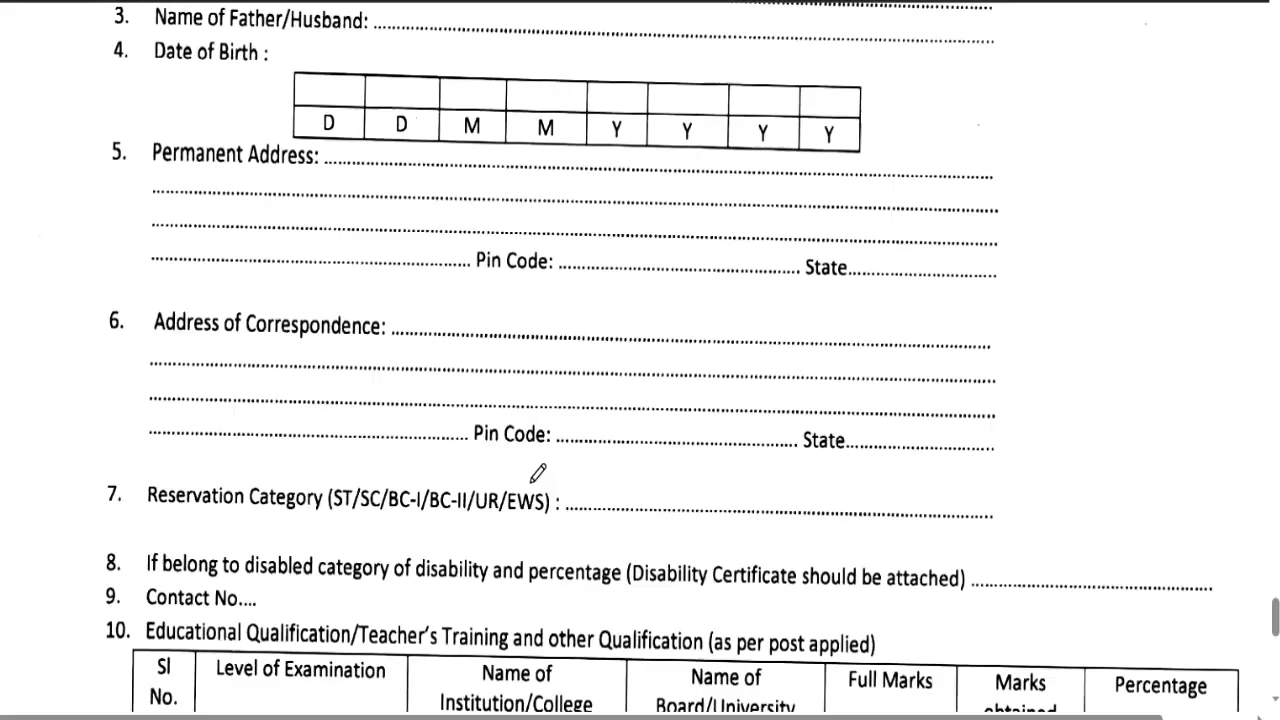 3. Name of Father/Husband: ........................................................
4. Date of Birth :
D D M M Y Y Y Y
5. Permanent Address: ........................................................
........................................................
........................................................
........................................ Pin Code: .............................. State....................
6. Address of Correspondence: ........................................................
........................................................
........................................................
........................................ Pin Code: .............................. State....................
7. Reservation Category (ST/SC/BC-I/BC-II/UR/EWS) : ........................................................
8. If belong to disabled category of disability and percentage (Disability Certificate should be attached) ..............................
9. Contact No....
10. Educational Qualification/Teacher's Training and other Qualification (as per post applied)
Sl Level of Examination Name of Name of Full Marks Marks Percentage
No. Institution/College Board/University obtained